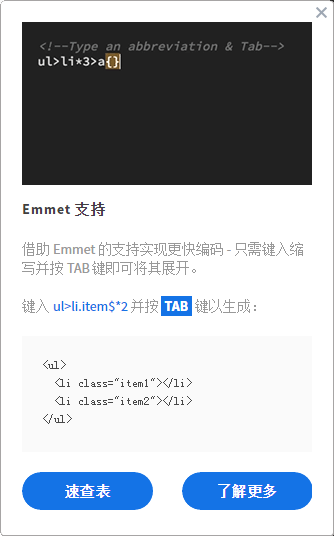 <!--Type an abbreviation & Tab-->
ul>li*3>a{}
Emmet 支持
借助 Emmet 的支持实现更快编码 - 只需键入缩
写并按 TAB 键即可将其展开。
键入 ul>li.item$*2 并按 TAB 键以生成：
<ul>
<li class="item1"></li>
<li class="item2"></li>
</ul>
速查表
了解更多